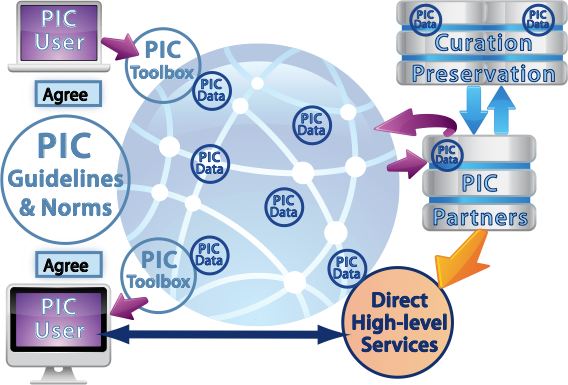 PIC
User
PIC
Toolbox
PIC
Data
PIC
Data
Curation
Preservation
Agree
PIC
Data
PIC
Data
PIC
Guidelines
& Norms
PIC
Data
PIC
Data
PIC
Partners
PIC
Data
Agree
PIC
Toolbox
PIC
Data
PIC
Data
PIC
User
Direct
High-level
Services